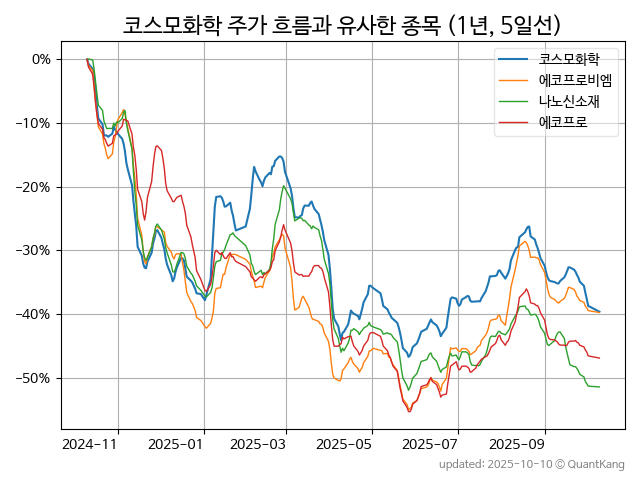 코스모화학 주가 흐름과 유사한 종목 (1년, 5일선)
코스모화학
에코프로비엠
나노신소재
에코프로
0%
−10%
−20%
−30%
−40%
−50%
2024−11
2025−01
2025−03
2025−05
2025−07
2025−09
updated: 2025-10-10 © QuantKang